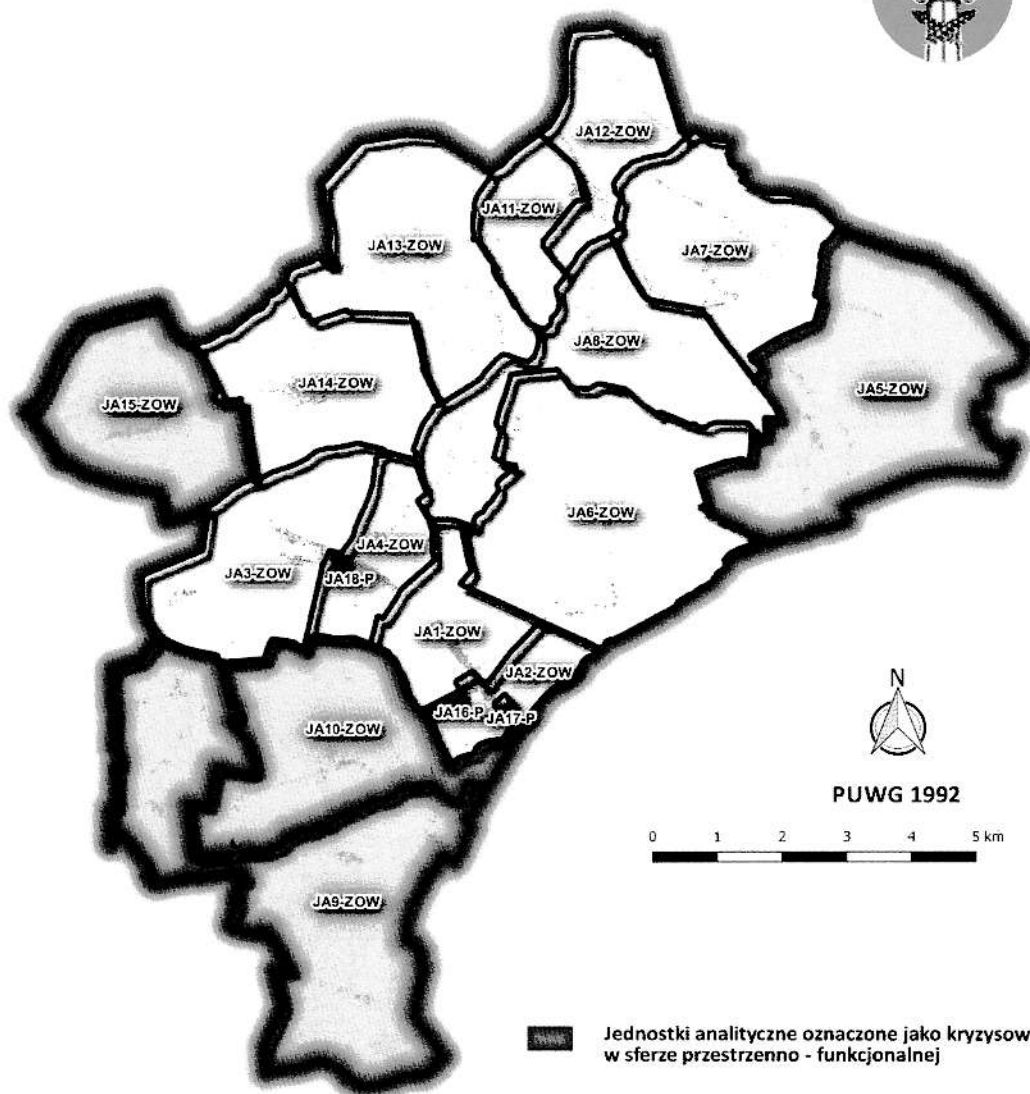 JA12-ZOW
JA11-ZOW
JA13-ZOW
JA7-ZOW
JA8-ZOW
JA14-ZOW
JA5-ZOW
JA15-ZOW
JA6-ZOW
JA4-ZOW
JA3-ZOW
JA18-P
JA1-ZOW
JA2-ZOW
JA16-P
JA17-P
JA10-ZOW
JA9-ZOW
N
PUWG 1992
0 1 2 3 4 5 km
Jednostki analityczne oznaczone jako kryzysow
w sferze przestrzenno - funkcjonalnej